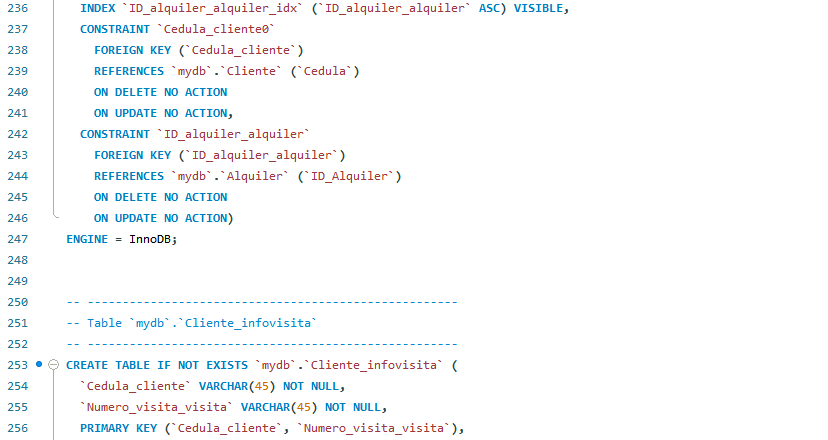 236 INDEX `ID_alquiler_alquiler_idx` (`ID_alquiler_alquiler` ASC) VISIBLE,
237 CONSTRAINT `Cedula_cliente0`
238 FOREIGN KEY (`Cedula_cliente`)
239 REFERENCES `mydb`.`Cliente` (`Cedula`)
240 ON DELETE NO ACTION
241 ON UPDATE NO ACTION,
242 CONSTRAINT `ID_alquiler_alquiler`
243 FOREIGN KEY (`ID_alquiler_alquiler`)
244 REFERENCES `mydb`.`Alquiler` (`ID_Alquiler`)
245 ON DELETE NO ACTION
246 ON UPDATE NO ACTION)
247 ENGINE = InnoDB;
248
249
250 -- -----------------------------------------------------
251 -- Table `mydb`.`Cliente_infovisita`
252 -- -----------------------------------------------------
253 CREATE TABLE IF NOT EXISTS `mydb`.`Cliente_infovisita` (
254 `Cedula_cliente` VARCHAR(45) NOT NULL,
255 `Numero_visita_visita` VARCHAR(45) NOT NULL,
256 PRIMARY KEY (`Cedula_cliente`, `Numero_visita_visita`),